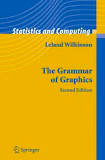 Statistics and Computing
Leland Wilkinson
The Grammar
of Graphics
Second Edition
Springer